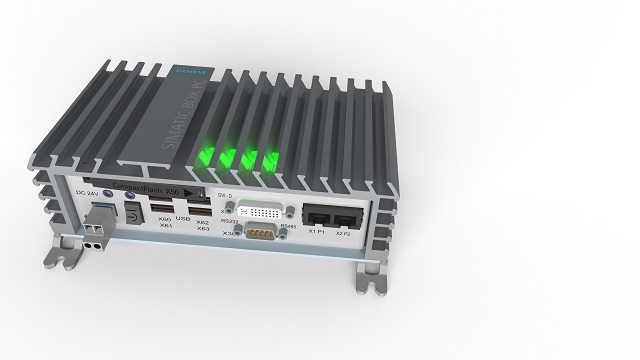 SIEMENS
SIMATIC BOX PC
CompactFlash X50
DC 24V
DVI-D
X60 USB X62
X61 X63
RS232 RS485
X30
X1 P1 X2 P2